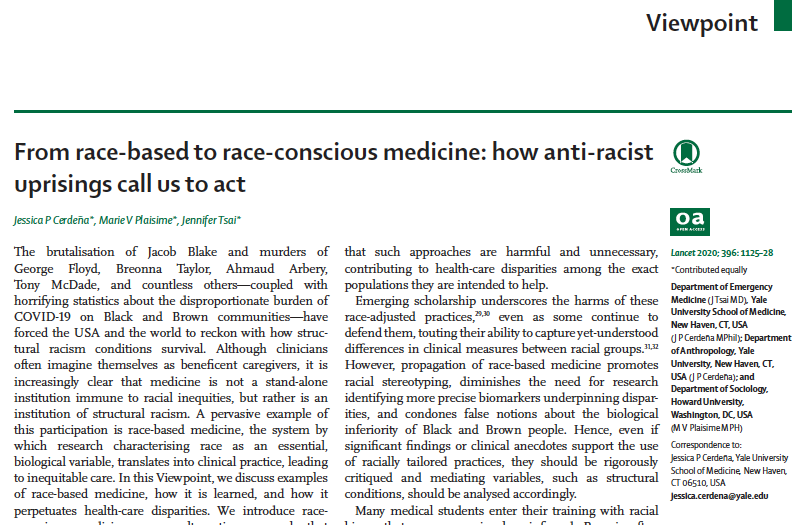 Viewpoint
From race-based to race-conscious medicine: how anti-racist
uprisings call us to act
Jessica P Cerdeña*, Marie V Plaisime*, Jennifer Tsai*
The brutalisation of Jacob Blake and murders of
George Floyd, Breonna Taylor, Ahmaud Arbery,
Tony McDade, and countless others—coupled with
horrifying statistics about the disproportionate burden of
COVID-19 on Black and Brown communities—have
forced the USA and the world to reckon with how struc-
tural racism conditions survival. Although clinicians
often imagine themselves as beneficent caregivers, it is
increasingly clear that medicine is not a stand-alone
institution immune to racial inequities, but rather is an
institution of structural racism. A pervasive example of
this participation is race-based medicine, the system by
which research characterising race as an essential,
biological variable, translates into clinical practice, leading
to inequitable care. In this Viewpoint, we discuss examples
of race-based medicine, how it is learned, and how it
perpetuates health-care disparities. We introduce race-
that such approaches are harmful and unnecessary,
contributing to health-care disparities among the exact
populations they are intended to help.
Emerging scholarship underscores the harms of these
race-adjusted practices,29,30 even as some continue to
defend them, touting their ability to capture yet-understood
differences in clinical measures between racial groups.31,32
However, propagation of race-based medicine promotes
racial stereotyping, diminishes the need for research
identifying more precise biomarkers underpinning dispar-
ities, and condones false notions about the biological
inferiority of Black and Brown people. Hence, even if
significant findings or clinical anecdotes support the use
of racially tailored practices, they should be rigorously
critiqued and mediating variables, such as structural
conditions, should be analysed accordingly.
Many medical students enter their training with racial
CrossMark
oa
OPEN ACCESS
Lancet 2020; 396: 1125–28
*Contributed equally
Department of Emergency
Medicine (J Tsai MD), Yale
University School of Medicine,
New Haven, CT, USA
(J P Cerdeña MPhil); Department
of Anthropology, Yale
University, New Haven, CT,
USA (J P Cerdeña); and
Department of Sociology,
Howard University,
Washington, DC, USA
(M V Plaisime MPH)
Correspondence to:
Jessica P Cerdeña, Yale University
School of Medicine, New Haven,
CT 06510, USA
jessica.cerdena@yale.edu